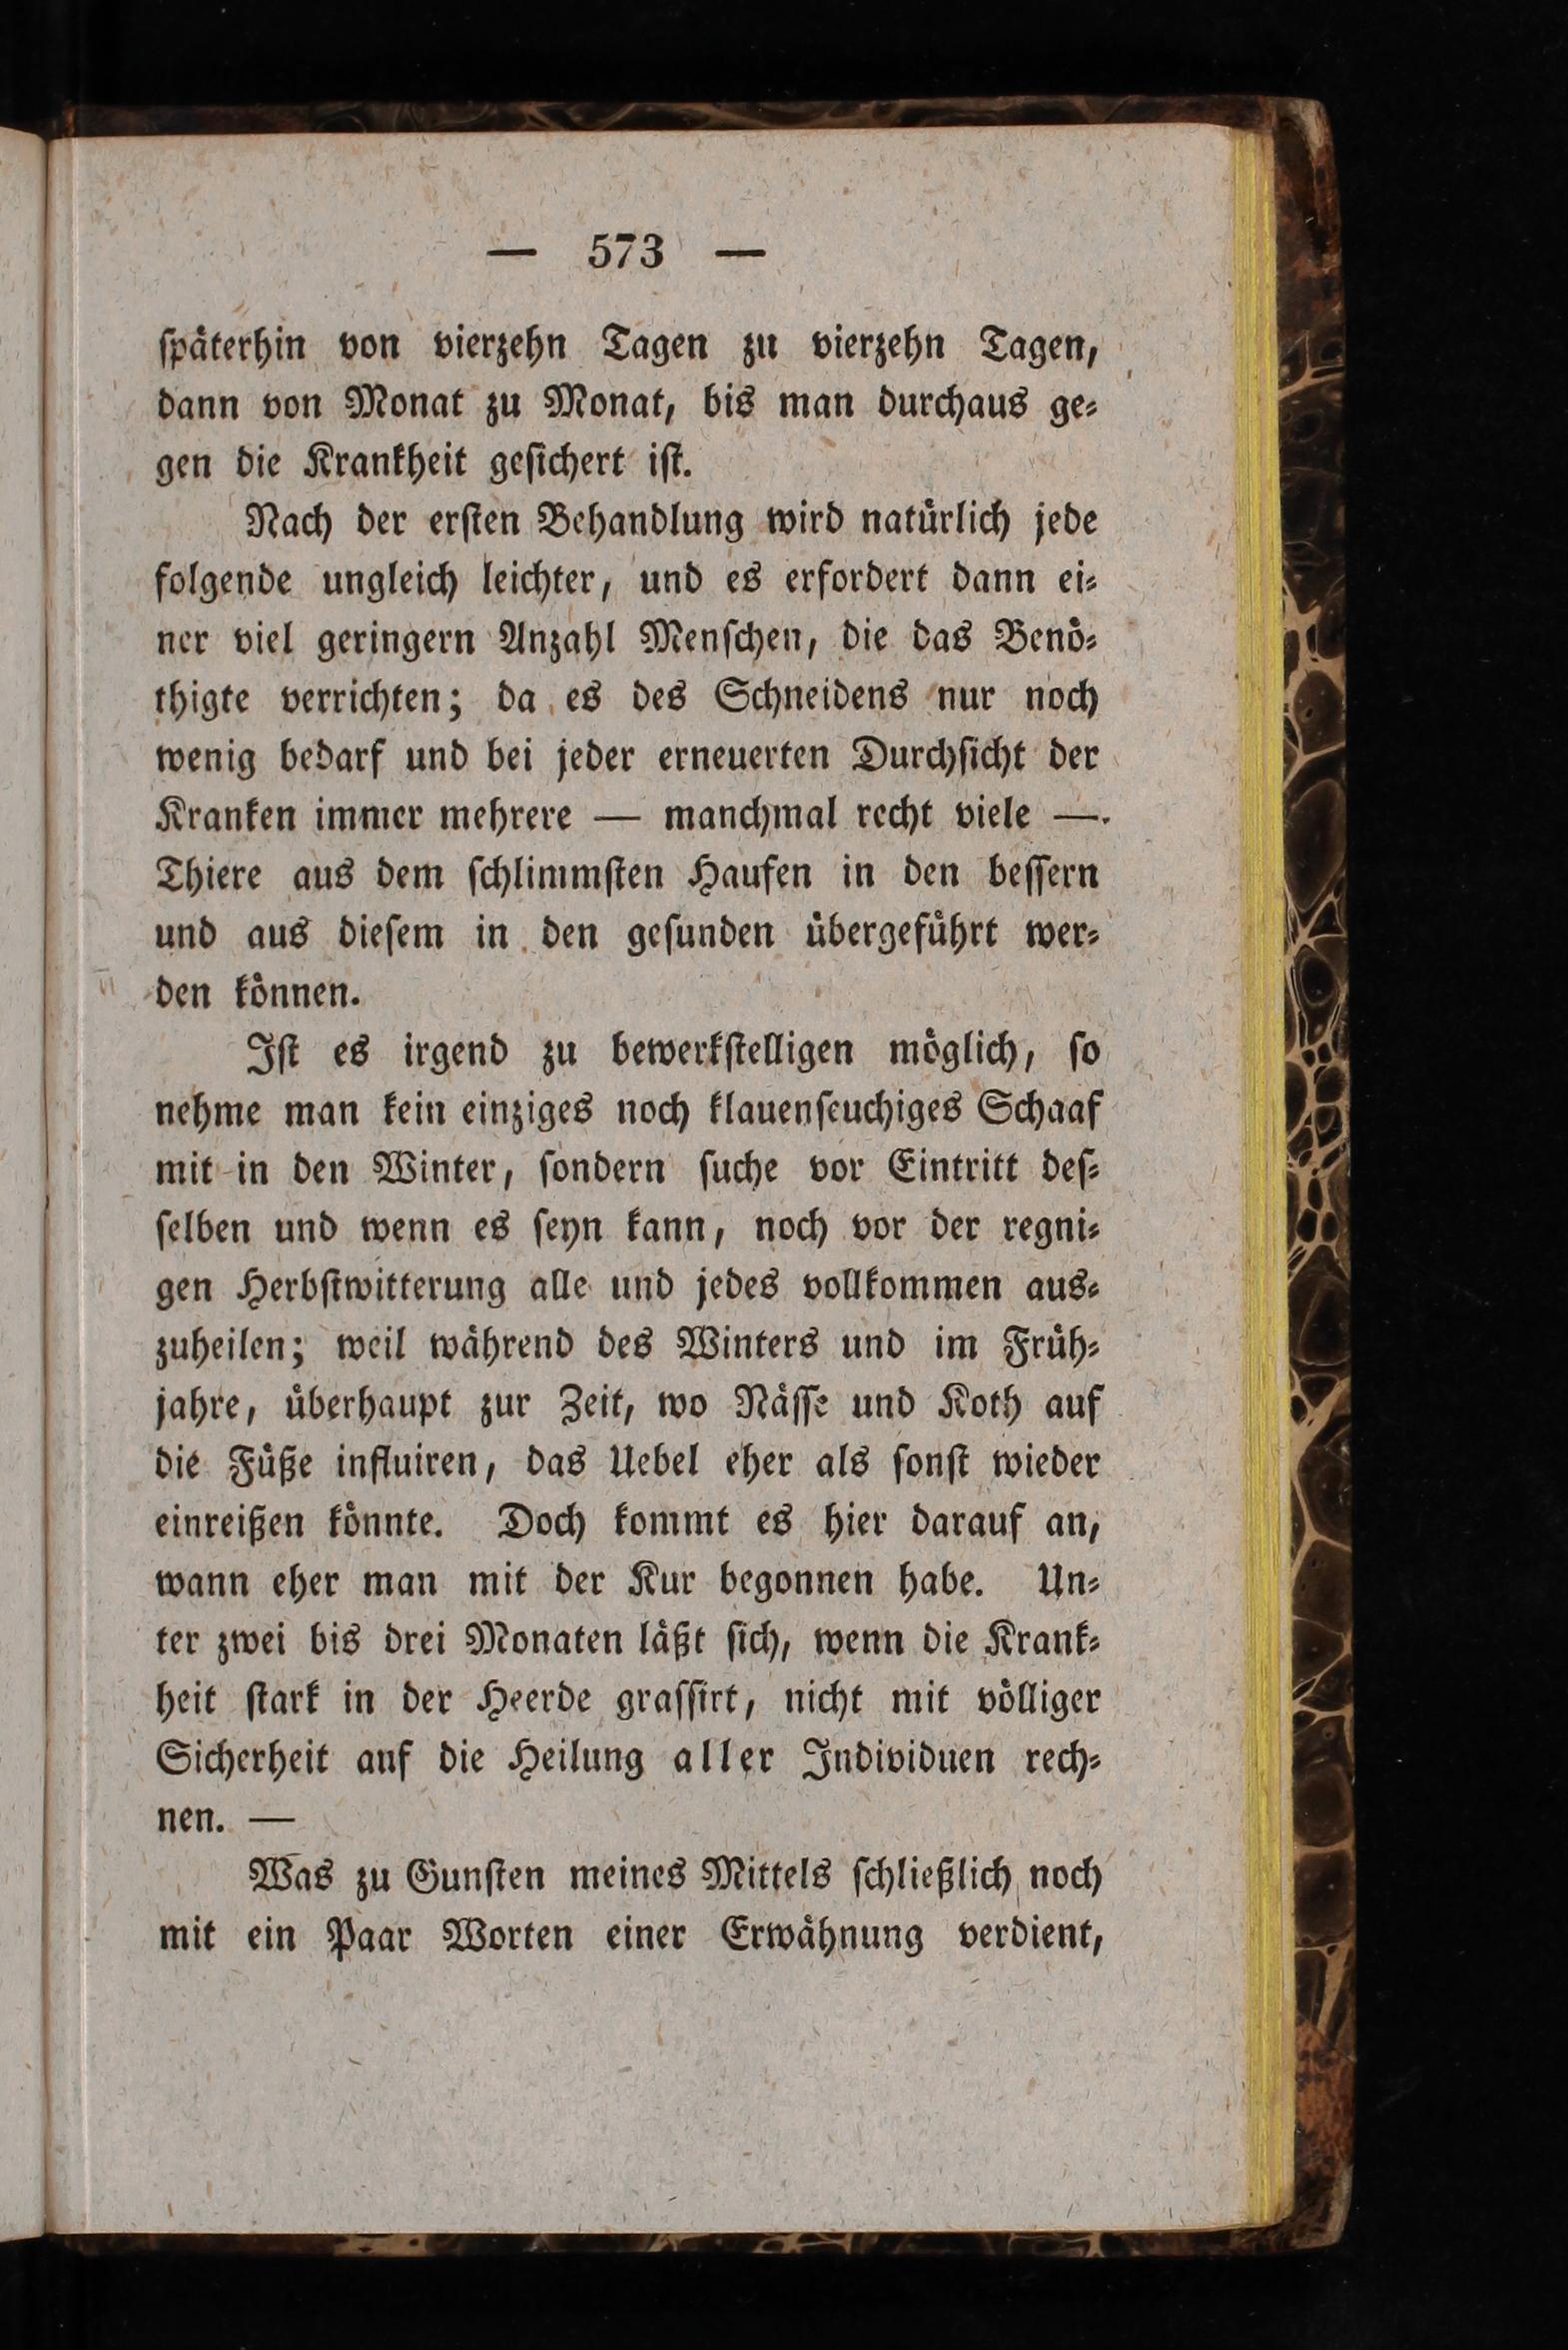 — 573 —
ſpäterhin von vierzehn Tagen zu vierzehn Tagen,
dann von Monat zu Monat, bis man durchaus ge⸗
gen die Krankheit geſichert iſt.
Nach der erſten Behandlung wird natürlich jede
folgende ungleich leichter, und es erfordert dann ei⸗
ner viel geringern Anzahl Menſchen, die das Benö⸗
thigte verrichten; da es des Schneidens nur noch
wenig bedarf und bei jeder erneuerten Durchſicht der
Kranken immer mehrere — manchmal recht viele —
Thiere aus dem ſchlimmſten Haufen in den beſſern
und aus dieſem in den geſunden übergeführt wer⸗
den können.
Iſt es irgend zu bewerkſtelligen möglich, ſo
nehme man kein einziges noch klauenſeuchiges Schaaf
mit in den Winter, ſondern ſuche vor Eintritt deſ⸗
ſelben und wenn es ſeyn kann, noch vor der regni⸗
gen Herbſtwitterung alle und jedes vollkommen aus⸗
zuheilen; weil während des Winters und im Früh⸗
jahre, überhaupt zur Zeit, wo Näſſe und Koth auf
die Füße influiren, das Uebel eher als ſonſt wieder
einreißen könnte. Doch kommt es hier darauf an,
wann eher man mit der Kur begonnen habe. Un⸗
ter zwei bis drei Monaten läßt ſich, wenn die Krank⸗
heit ſtark in der Heerde graſſirt, nicht mit völliger
Sicherheit auf die Heilung aller Individuen rech⸗
nen. —
Was zu Gunſten meines Mittels ſchließlich noch
mit ein Paar Worten einer Erwähnung verdient,